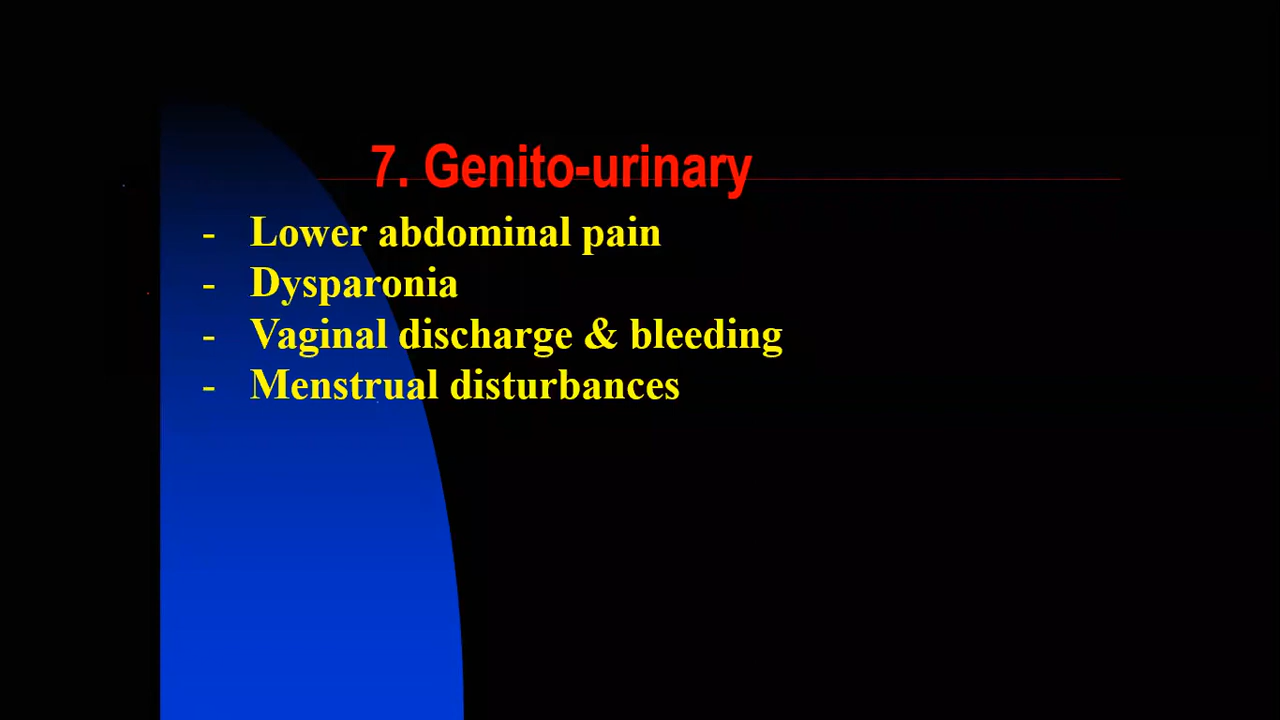 7. Genito-urinary
- Lower abdominal pain
- Dysparonia
- Vaginal discharge & bleeding
- Menstrual disturbances